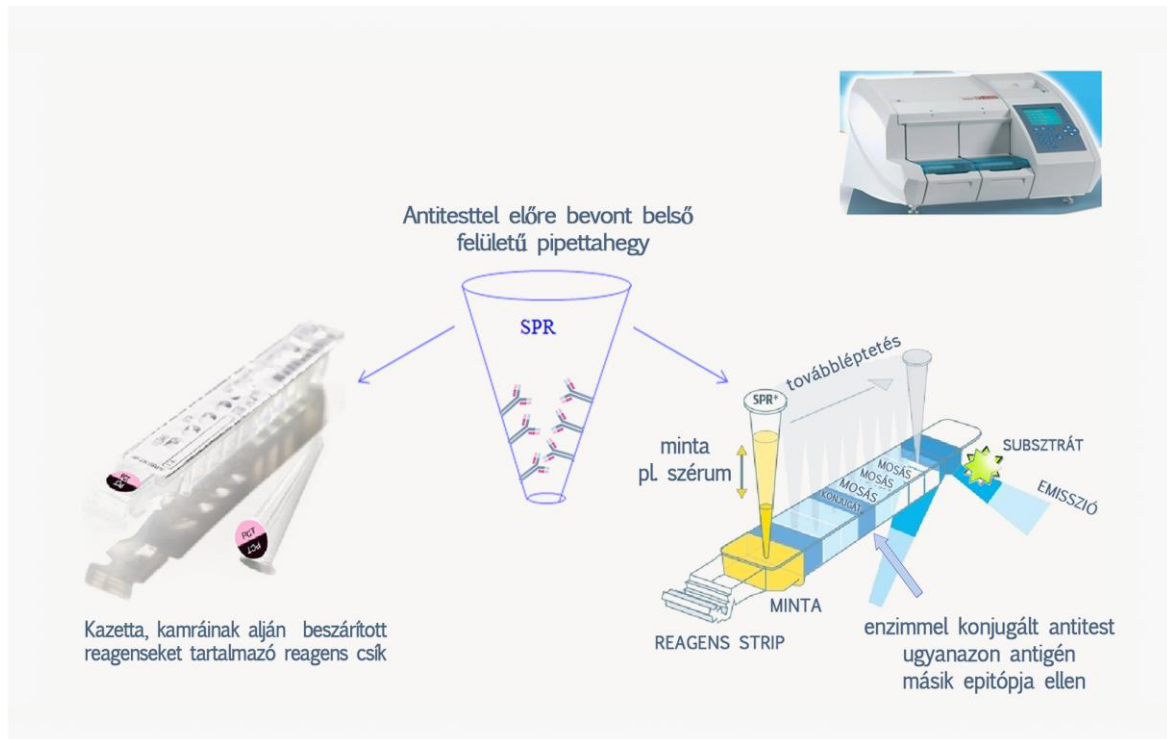 Antitesttel előre bevont belső
felületű pipettahegy
SPR
továbbléptetés
SPR*
minta
pl. szérum
SUBSZTRÁT
MOSÁS
MOSÁS
MOSÁS
KONJUGÁT.
EMISSZIÓ
PCT
PCT
MINTA
REAGENS STRIP
Kazetta, kamráinak alján beszárított
reagenseket tartalmazó reagens csík
enzimmel konjugált antitest
ugyanazon antigén
másik epitópja ellen